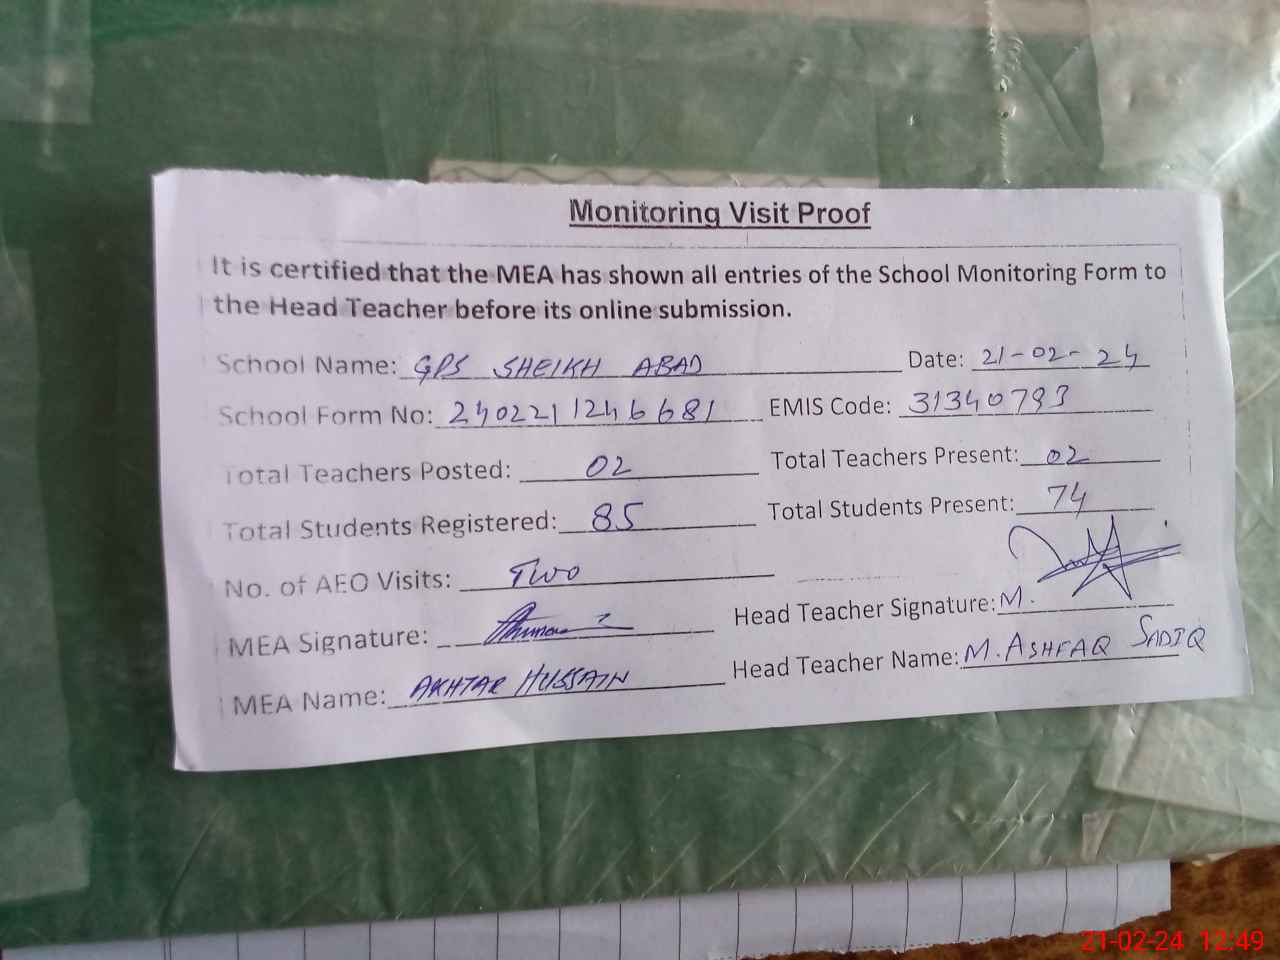 Monitoring Visit Proof
It is certified that the MEA has shown all entries of the School Monitoring Form to
the Head Teacher before its online submission.
School Name: GPS SHEIKH ABAD Date: 21-02-24
School Form No: 2402211246681 EMIS Code: 31340793
Total Teachers Posted: 02 Total Teachers Present: 02
Total Students Registered: 85 Total Students Present: 74
No. of AEO Visits: Two
MEA Signature: Head Teacher Signature: M.
MEA Name: AKHTAR HUSSAIN Head Teacher Name: M. ASHFAQ SADIQ
21-02-24 12:49